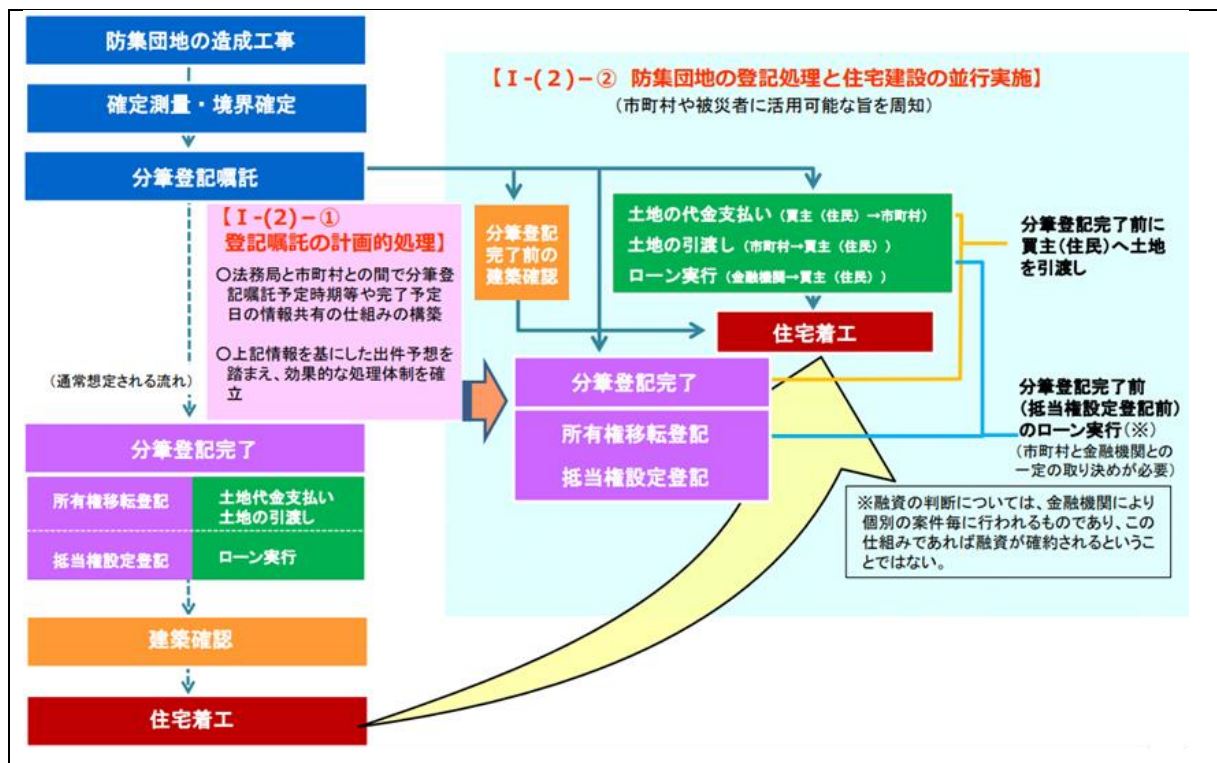 防集団地の造成工事
確定測量・境界確定
分筆登記嘱託
【Ⅰ-(2)-①
登記嘱託の計画的処理】
○法務局と市町村との間で分筆登
記嘱託予定時期等や完了予定
日の情報共有の仕組みの構築
○上記情報を基にした出件予想を
踏まえ、効果的な処理体制を確
立
(通常想定される流れ)
分筆登記完了
所有権移転登記
土地代金支払い
土地の引渡し
抵当権設定登記
ローン実行
建築確認
住宅着工
【Ⅰ-(2)-② 防集団地の登記処理と住宅建設の並行実施】
(市町村や被災者に活用可能な旨を周知)
分筆登記
完了前の
建築確認
土地の代金支払い (買主(住民)→市町村)
土地の引渡し (市町村→買主(住民))
ローン実行 (金融機関→買主(住民))
住宅着工
分筆登記完了
所有権移転登記
抵当権設定登記
分筆登記完了前に
買主(住民)へ土地
を引渡し
分筆登記完了前
(抵当権設定登記前)
のローン実行(※)
(市町村と金融機関との
一定の取り決めが必要)
※融資の判断については、金融機関により
個別の案件毎に行われるものであり、この
仕組みであれば融資が確約されるというこ
とではない。